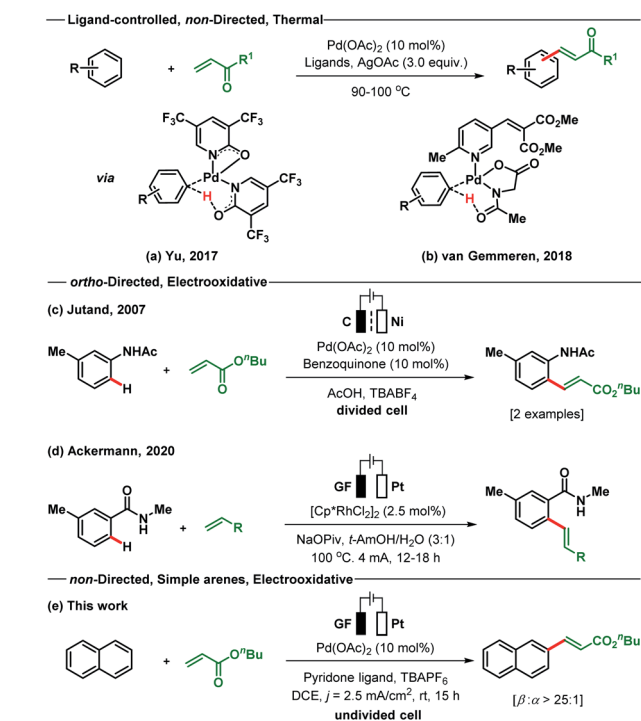 Ligand-controlled, non-Directed, Thermal
R
+
R¹
O
Pd(OAc)₂ (10 mol%)
Ligands, AgOAc (3.0 equiv.)
90-100 °C
R
O
R¹
via
F₃C
CF₃
N
O
Pd
R
H
N
O
CF₃
CF₃
(a) Yu, 2017
CO₂Me
CO₂Me
Me
N
Pd
O
O
R
H
N
O
Me
(b) van Gemmeren, 2018
ortho-Directed, Electrooxidative
(c) Jutand, 2007
Me
NHAc
H
+
OⁿBu
O
C
Ni
Pd(OAc)₂ (10 mol%)
Benzoquinone (10 mol%)
AcOH, TBABF₄
divided cell
Me
NHAc
CO₂ⁿBu
[2 examples]
(d) Ackermann, 2020
Me
O
N
H
Me
H
+
R
GF
Pt
[Cp*RhCl₂]₂ (2.5 mol%)
NaOPiv, t-AmOH/H₂O (3:1)
100 °C. 4 mA, 12-18 h
Me
O
N
H
Me
R
non-Directed, Simple arenes, Electrooxidative
(e) This work
+
OⁿBu
O
GF
Pt
Pd(OAc)₂ (10 mol%)
Pyridone ligand, TBAPF₆
DCE, j = 2.5 mA/cm², rt, 15 h
undivided cell
CO₂ⁿBu
[β:α > 25:1]